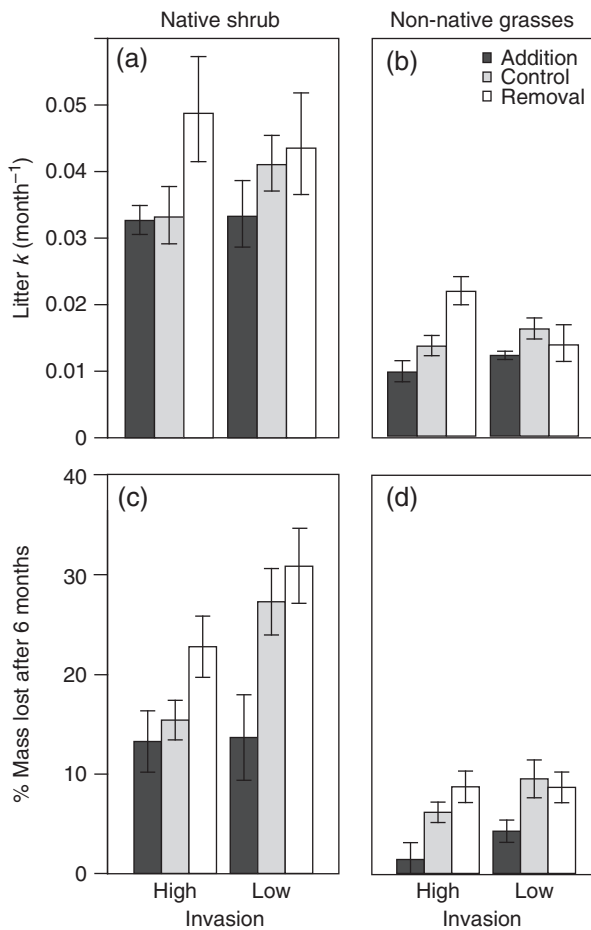 Native shrub
Non-native grasses
(a)
(b)
Addition
Control
Removal
0.05
0.04
0.03
0.02
0.01
0
Litter k (month⁻¹)
(c)
(d)
40
30
20
10
0
% Mass lost after 6 months
High
Low
High
Low
Invasion
Invasion